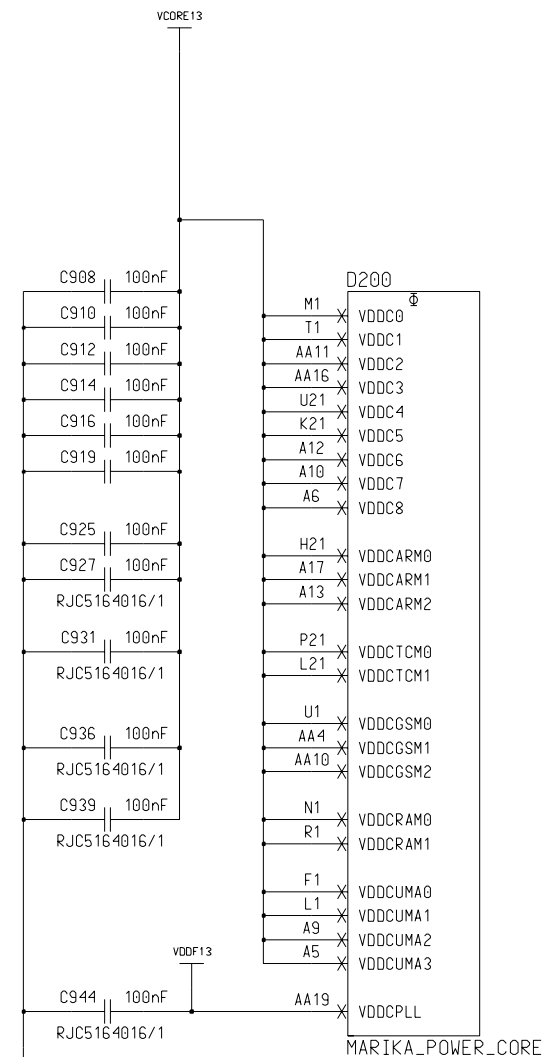 VCORE13
D200
Φ
C908 100nF
C910 100nF
C912 100nF
C914 100nF
C916 100nF
C919 100nF
C925 100nF
C927 100nF
RJC5164016/1
C931 100nF
RJC5164016/1
C936 100nF
RJC5164016/1
C939 100nF
RJC5164016/1
VDDF13
C944 100nF
RJC5164016/1
M1 VDDC0
T1 VDDC1
AA11 VDDC2
AA16 VDDC3
U21 VDDC4
K21 VDDC5
A12 VDDC6
A10 VDDC7
A6 VDDC8
H21 VDDCARM0
A17 VDDCARM1
A13 VDDCARM2
P21 VDDCTCM0
L21 VDDCTCM1
U1 VDDCGSM0
AA4 VDDCGSM1
AA10 VDDCGSM2
N1 VDDCRAM0
R1 VDDCRAM1
F1 VDDCUMA0
L1 VDDCUMA1
A9 VDDCUMA2
A5 VDDCUMA3
AA19 VDDCPLL
MARIKA_POWER_CORE